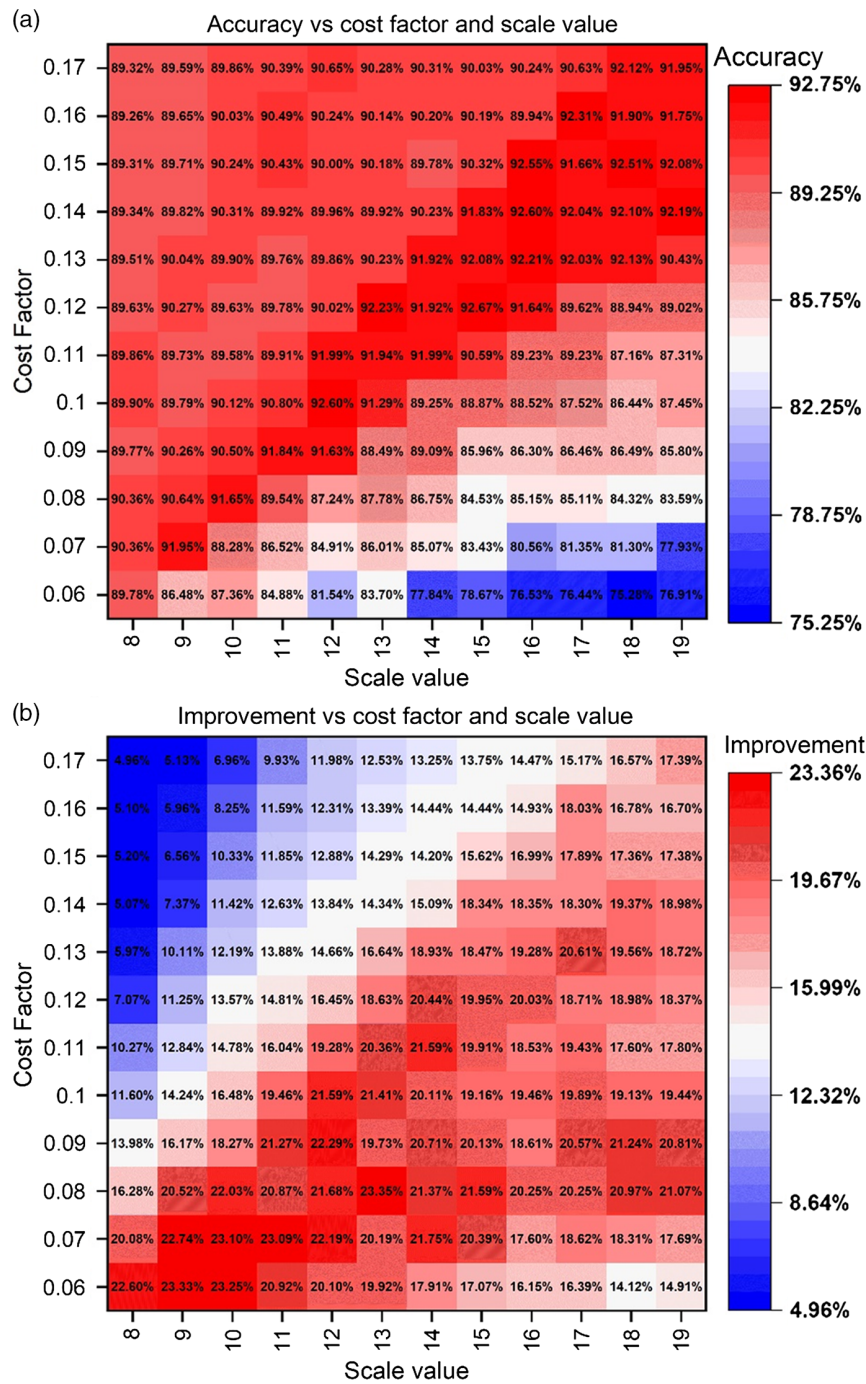 (a)
Accuracy vs cost factor and scale value
Accuracy
0.17 89.32% 89.59% 89.86% 90.39% 90.65% 90.28% 90.31% 90.03% 90.24% 90.63% 92.12% 91.95%
0.16 89.26% 89.65% 90.03% 90.49% 90.24% 90.14% 90.20% 90.19% 89.94% 92.31% 91.90% 91.75%
0.15 89.31% 89.71% 90.24% 90.43% 90.00% 90.18% 89.78% 90.32% 92.55% 91.66% 92.51% 92.08%
0.14 89.34% 89.82% 90.31% 89.92% 89.96% 89.92% 90.23% 91.83% 92.60% 92.04% 92.10% 92.19%
0.13 89.51% 90.04% 89.90% 89.76% 89.86% 90.23% 91.92% 92.08% 92.21% 92.03% 92.13% 90.43%
0.12 89.63% 90.27% 89.63% 89.78% 90.02% 92.23% 91.92% 92.67% 91.64% 89.62% 88.94% 89.02%
0.11 89.86% 89.73% 89.58% 89.91% 91.99% 91.94% 91.99% 90.59% 89.23% 89.23% 87.16% 87.31%
0.1 89.90% 89.79% 90.12% 90.80% 92.60% 91.29% 89.25% 88.87% 88.52% 87.52% 86.44% 87.45%
0.09 89.77% 90.26% 90.50% 91.84% 91.63% 88.49% 89.09% 85.96% 86.30% 86.46% 86.49% 85.80%
0.08 90.36% 90.64% 91.65% 89.54% 87.24% 87.78% 86.75% 84.53% 85.15% 85.11% 84.32% 83.59%
0.07 90.36% 91.95% 88.28% 86.52% 84.91% 86.01% 85.07% 83.43% 80.56% 81.35% 81.30% 77.93%
0.06 89.78% 86.48% 87.36% 84.88% 81.54% 83.70% 77.84% 78.67% 76.53% 76.44% 75.28% 76.91%
Cost Factor
8 9 10 11 12 13 14 15 16 17 18 19
Scale value
92.75%
89.25%
85.75%
82.25%
78.75%
75.25%
(b)
Improvement vs cost factor and scale value
Improvement
0.17 4.96% 5.13% 6.96% 9.93% 11.98% 12.53% 13.25% 13.75% 14.47% 15.17% 16.57% 17.39%
0.16 5.10% 5.96% 8.25% 11.59% 12.31% 13.39% 14.44% 14.44% 14.93% 18.03% 16.78% 16.70%
0.15 5.20% 6.56% 10.33% 11.85% 12.88% 14.29% 14.20% 15.62% 16.99% 17.89% 17.36% 17.38%
0.14 5.07% 7.37% 11.42% 12.63% 13.84% 14.34% 15.09% 18.34% 18.35% 18.30% 19.37% 18.98%
0.13 5.97% 10.11% 12.19% 13.88% 14.66% 16.64% 18.93% 18.47% 19.28% 20.61% 19.56% 18.72%
0.12 7.07% 11.25% 13.57% 14.81% 16.45% 18.63% 20.44% 19.95% 20.03% 18.71% 18.98% 18.37%
0.11 10.27% 12.84% 14.78% 16.04% 19.28% 20.36% 21.59% 19.91% 18.53% 19.43% 17.60% 17.80%
0.1 11.60% 14.24% 16.48% 19.46% 21.59% 21.41% 20.11% 19.16% 19.46% 19.89% 19.13% 19.44%
0.09 13.98% 16.17% 18.27% 21.27% 22.29% 19.73% 20.71% 20.13% 18.61% 20.57% 21.24% 20.81%
0.08 16.28% 20.52% 22.03% 20.87% 21.68% 23.35% 21.37% 21.59% 20.25% 20.25% 20.97% 21.07%
0.07 20.08% 22.74% 23.10% 23.09% 22.19% 20.19% 21.75% 20.39% 17.60% 18.62% 18.31% 17.69%
0.06 22.60% 23.33% 23.25% 20.92% 20.10% 19.92% 17.91% 17.07% 16.15% 16.39% 14.12% 14.91%
Cost Factor
8 9 10 11 12 13 14 15 16 17 18 19
Scale value
23.36%
19.67%
15.99%
12.32%
8.64%
4.96%